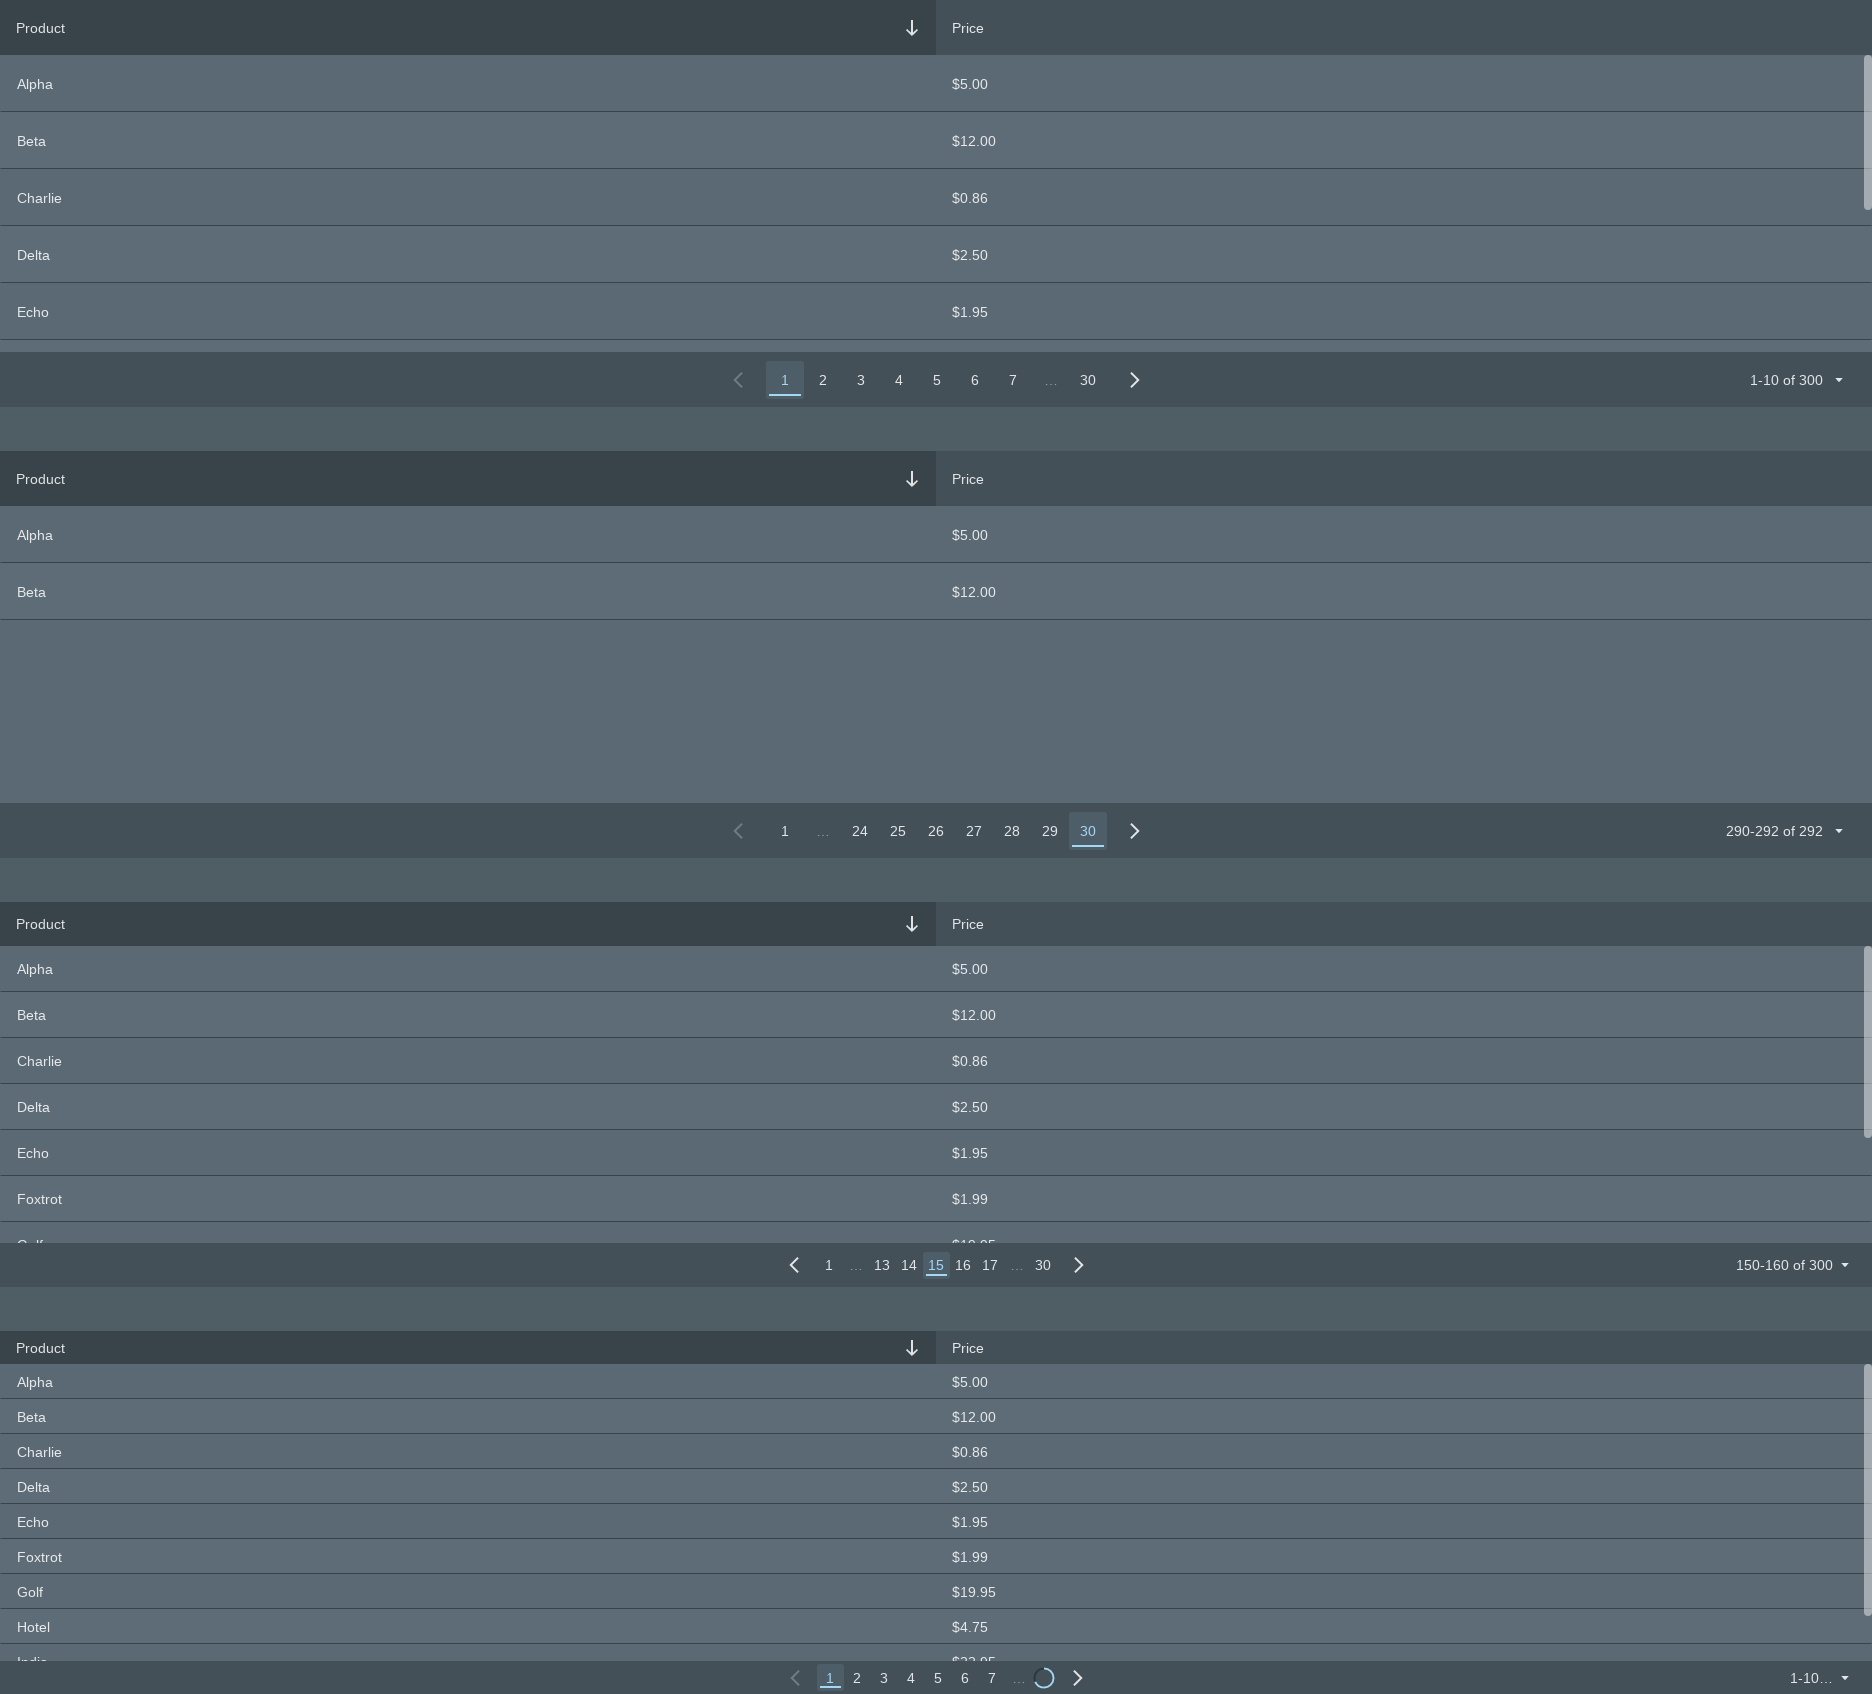 Product Price
Alpha $5.00
Beta $12.00
Charlie $0.86
Delta $2.50
Echo $1.95
1 2 3 4 5 6 7 ... 30 1-10 of 300
Product Price
Alpha $5.00
Beta $12.00
1 ... 24 25 26 27 28 29 30 290-292 of 292
Product Price
Alpha $5.00
Beta $12.00
Charlie $0.86
Delta $2.50
Echo $1.95
Foxtrot $1.99
1 ... 13 14 15 16 17 ... 30 150-160 of 300
Product Price
Alpha $5.00
Beta $12.00
Charlie $0.86
Delta $2.50
Echo $1.95
Foxtrot $1.99
Golf $19.95
Hotel $4.75
1 2 3 4 5 6 7 ... 1-10...